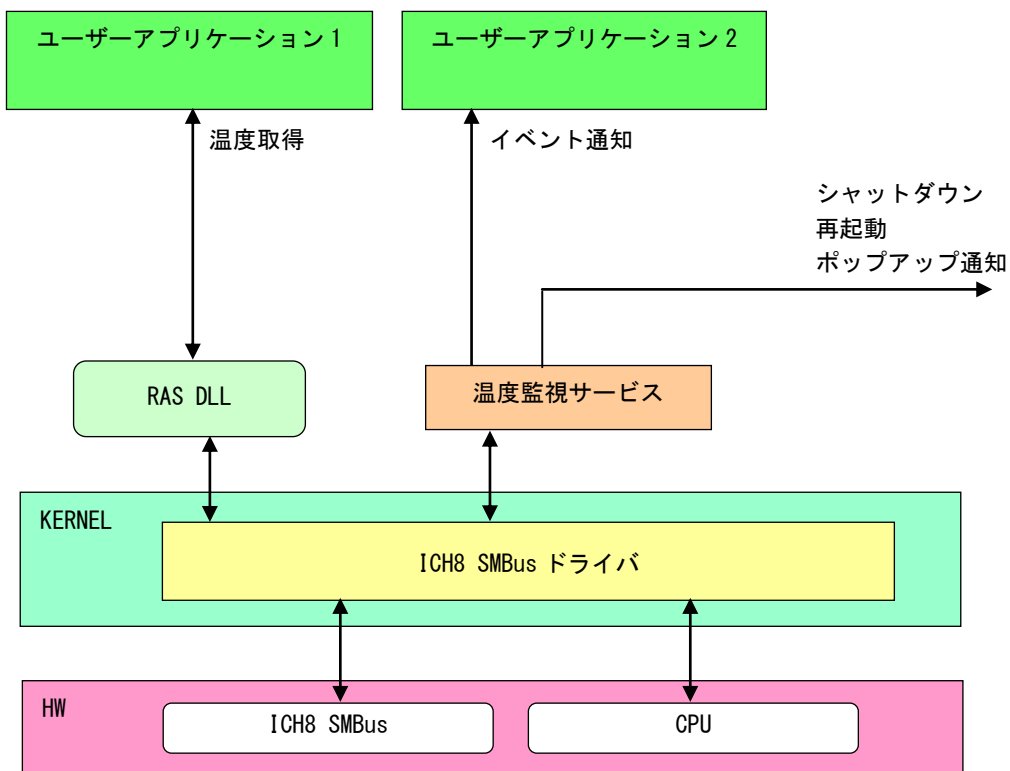 ユーザーアプリケーション1
ユーザーアプリケーション2
温度取得
イベント通知
シャットダウン
再起動
ポップアップ通知
RAS DLL
温度監視サービス
KERNEL
ICH8 SMBus ドライバ
HW
ICH8 SMBus
CPU